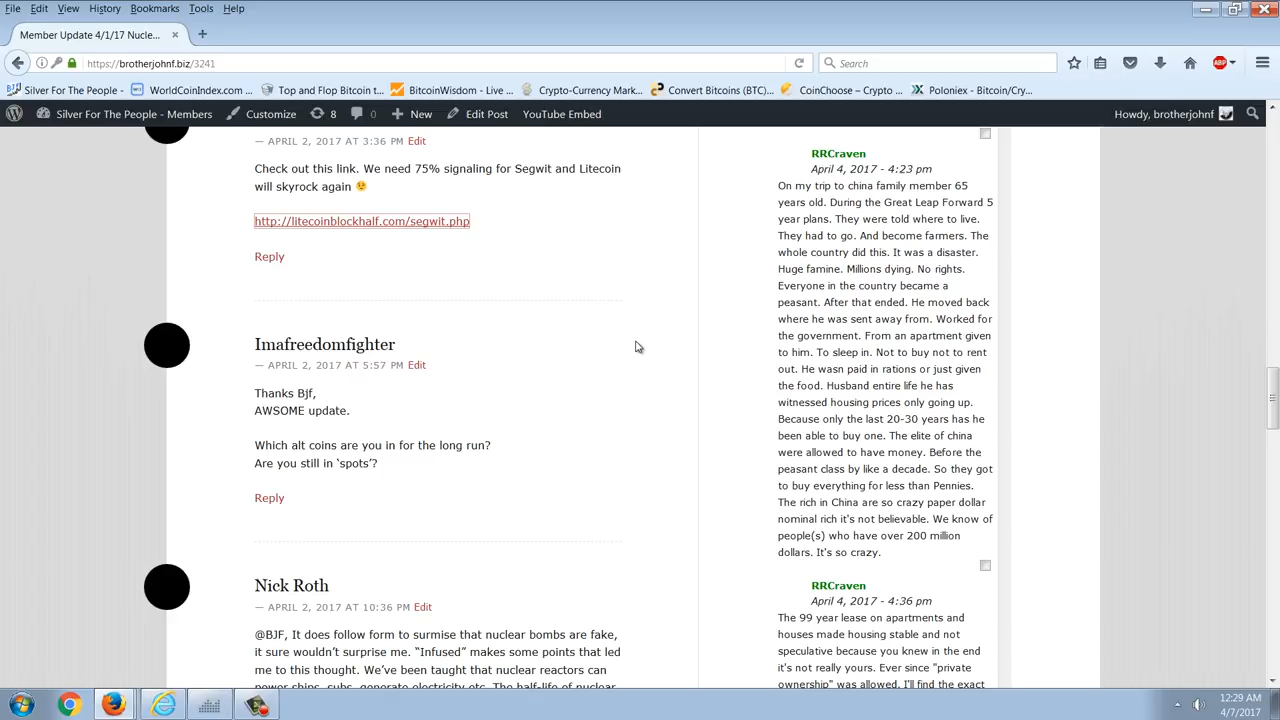 File Edit View History Bookmarks Tools Help
Member Update 4/1/17 Nucle...
https://brotherjohnf.biz/3241
Search
ABP
Silver For The People - WorldCoinIndex.com ... Top and Flop Bitcoin t... BitcoinWisdom - Live ... Crypto-Currency Mark... Convert Bitcoins (BTC)... CoinChoose – Crypto ... Poloniex - Bitcoin/Cry...
Silver For The People - Members Customize 8 0 New Edit Post YouTube Embed Howdy, brotherjohnf
— APRIL 2, 2017 AT 3:36 PM Edit
Check out this link. We need 75% signaling for Segwit and Litecoin
will skyrock again 😉
http://litecoinblockhalf.com/segwit.php
Reply
Imafreedomfighter
— APRIL 2, 2017 AT 5:57 PM Edit
Thanks Bjf,
AWSOME update.
Which alt coins are you in for the long run?
Are you still in ‘spots’?
Reply
Nick Roth
— APRIL 2, 2017 AT 10:36 PM Edit
@BJF, It does follow form to surmise that nuclear bombs are fake,
it sure wouldn’t surprise me. “Infused” makes some points that led
me to this thought. We’ve been taught that nuclear reactors can
power ships, subs, generate electricity etc. The half-life of nuclear
RRCraven
April 4, 2017 - 4:23 pm
On my trip to china family member 65
years old. During the Great Leap Forward 5
year plans. They were told where to live.
They had to go. And become farmers. The
whole country did this. It was a disaster.
Huge famine. Millions dying. No rights.
Everyone in the country became a
peasant. After that ended. He moved back
where he was sent away from. Worked for
the government. From an apartment given
to him. To sleep in. Not to buy not to rent
out. He wasn paid in rations or just given
the food. Husband entire life he has
witnessed housing prices only going up.
Because only the last 20-30 years has he
been able to buy one. The elite of china
were allowed to have money. Before the
peasant class by like a decade. So they got
to buy everything for less than Pennies.
The rich in China are so crazy paper dollar
nominal rich it's not believable. We know of
people(s) who have over 200 million
dollars. It's so crazy.
RRCraven
April 4, 2017 - 4:36 pm
The 99 year lease on apartments and
houses made housing stable and not
speculative because you knew in the end
it's not really yours. Ever since "private
ownership" was allowed. I'll find the exact
12:29 AM
4/7/2017